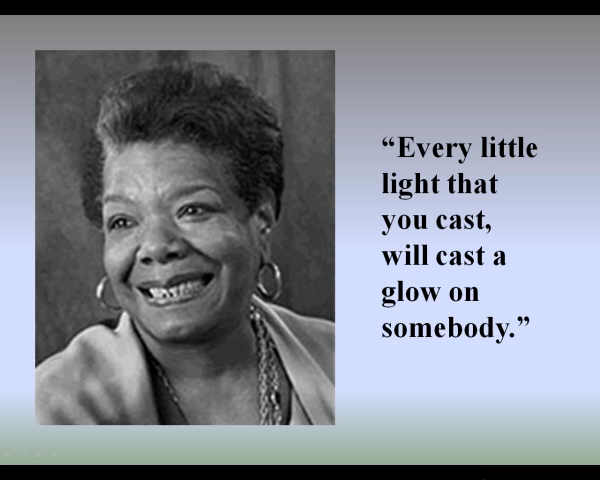 “Every little
light that
you cast,
will cast a
glow on
somebody.”